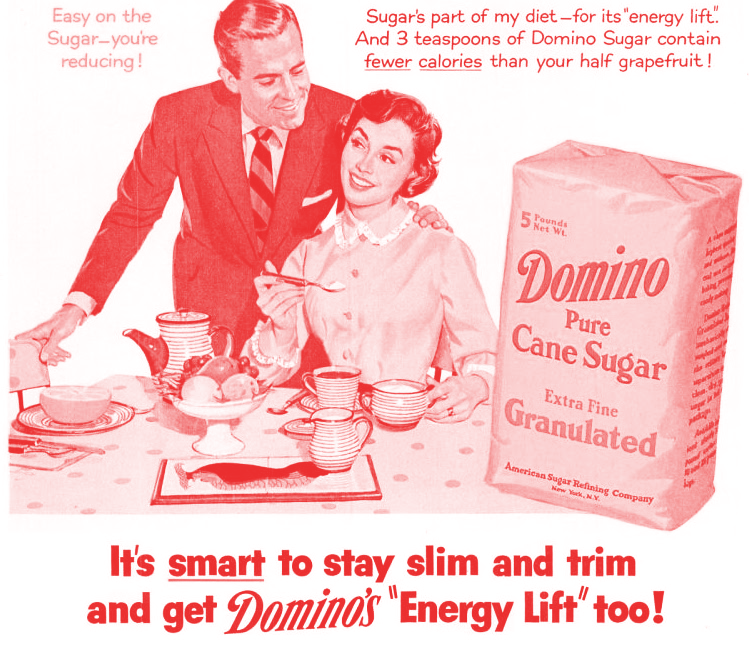 Easy on the
Sugar—you're
reducing!
Sugar's part of my diet—for its "energy lift".
And 3 teaspoons of Domino Sugar contain
fewer calories than your half grapefruit!
5 Pounds
Net Wt.
Domino
Pure
Cane Sugar
Extra Fine
Granulated
American Sugar Refining Company
New York, N.Y.
It's smart to stay slim and trim
and get Domino's "Energy Lift" too!